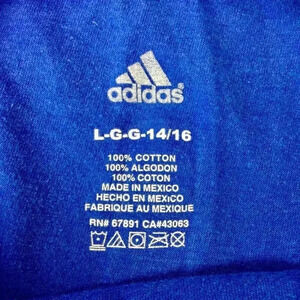 adidas®
L-G-G-14/16
100% COTTON
100% ALGODON
100% COTON
MADE IN MEXICO
HECHO EN MEXICO
FABRIQUE AU MEXIQUE
RN# 67891 CA#43063